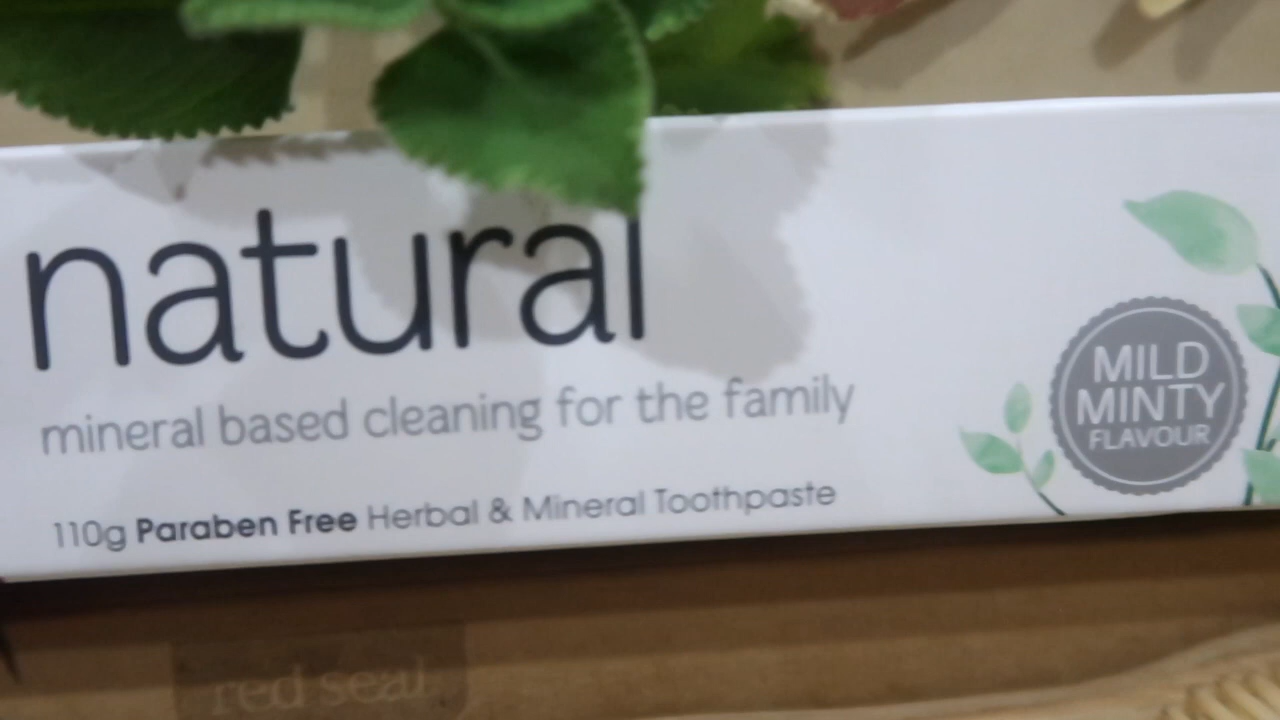 natural
mineral based cleaning for the family
110g Paraben Free Herbal & Mineral Toothpaste
MILD
MINTY
FLAVOUR
red seal